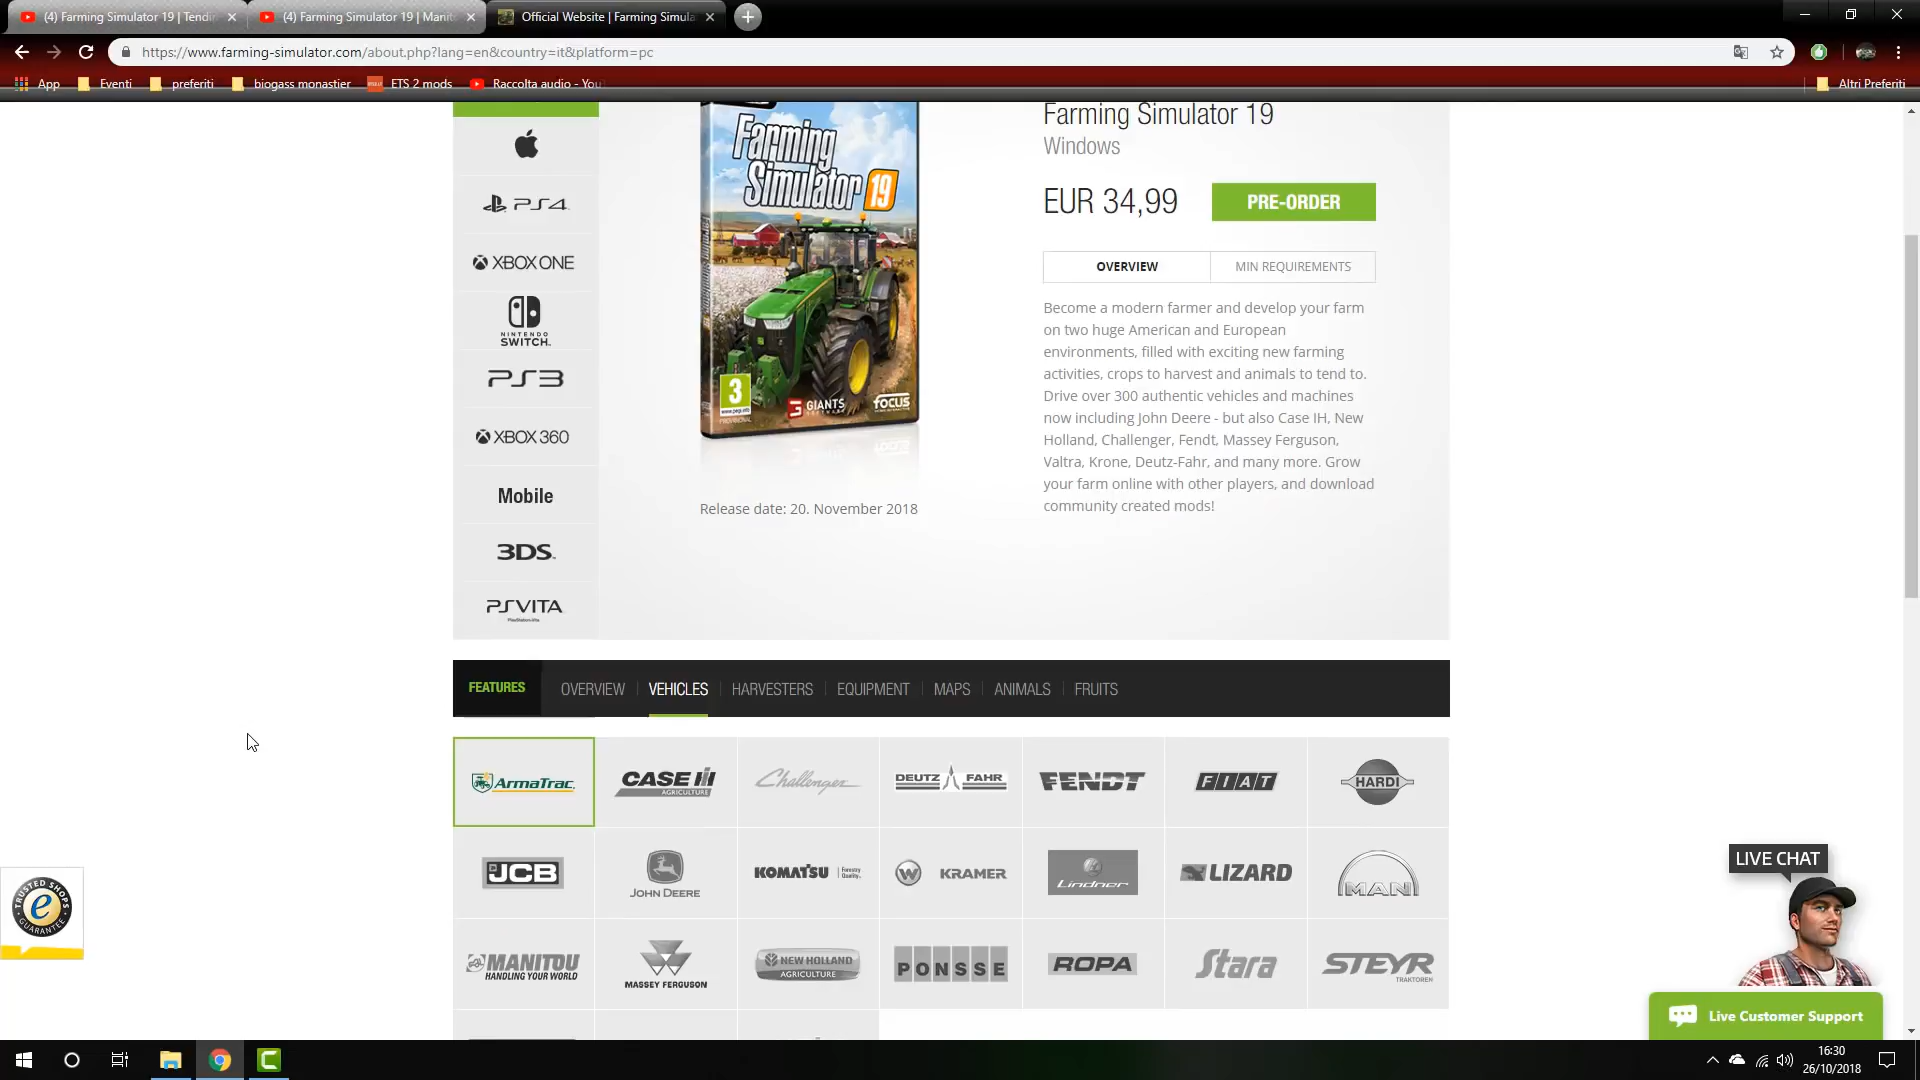 (4) Farming Simulator 19 | Tendi
(4) Farming Simulator 19 | Manit
Official Website | Farming Simula
https://www.farming-simulator.com/about.php?lang=en&country=it&platform=pc
App
Eventi
preferiti
biogass monastier
ETS 2 mods
Raccolta audio - You
Altri Preferiti
PS4
XBOX ONE
NINTENDO
SWITCH
PS3
XBOX 360
Mobile
3DS
PSVITA
Farming
Simulator 19
3
GIANTS
SOFTWARE
FOCUS
Release date: 20. November 2018
Farming Simulator 19
Windows
EUR 34,99
PRE-ORDER
OVERVIEW
MIN REQUIREMENTS
Become a modern farmer and develop your farm
on two huge American and European
environments, filled with exciting new farming
activities, crops to harvest and animals to tend to.
Drive over 300 authentic vehicles and machines
now including John Deere - but also Case IH, New
Holland, Challenger, Fendt, Massey Ferguson,
Valtra, Krone, Deutz-Fahr, and many more. Grow
your farm online with other players, and download
community created mods!
FEATURES
OVERVIEW
VEHICLES
HARVESTERS
EQUIPMENT
MAPS
ANIMALS
FRUITS
ArmaTrac
CASE IH
AGRICULTURE
Challenger
DEUTZ FAHR
FENDT
FIAT
HARDI
JCB
JOHN DEERE
KOMATSU
Forestry
Quality
KRAMER
Lindner
LIZARD
MAN
MANITOU
HANDLING YOUR WORLD
MASSEY FERGUSON
NEW HOLLAND
AGRICULTURE
PONSSE
ROPA
Stara
STEYR
TRAKTOREN
TRUSTED SHOPS
GUARANTEE
LIVE CHAT
Live Customer Support
16:30
26/10/2018